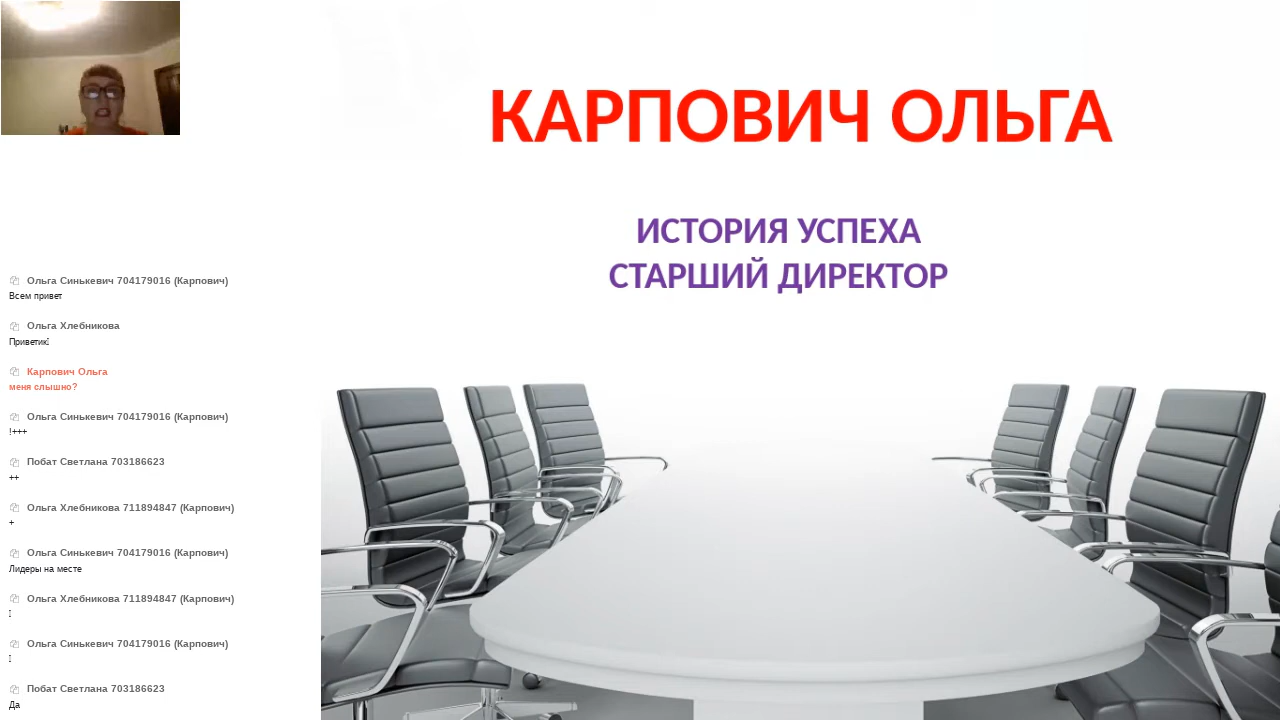 КАРПОВИЧ ОЛЬГА
ИСТОРИЯ УСПЕХА
СТАРШИЙ ДИРЕКТОР
Ольга Синькевич 704179016 (Карпович)
Всем привет
Ольга Хлебникова
Приветик
Карпович Ольга
меня слышно?
Ольга Синькевич 704179016 (Карпович)
!+++
Побат Светлана 703186623
++
Ольга Хлебникова 711894847 (Карпович)
+
Ольга Синькевич 704179016 (Карпович)
Лидеры на месте
Ольга Хлебникова 711894847 (Карпович)
Ольга Синькевич 704179016 (Карпович)
Побат Светлана 703186623
Да